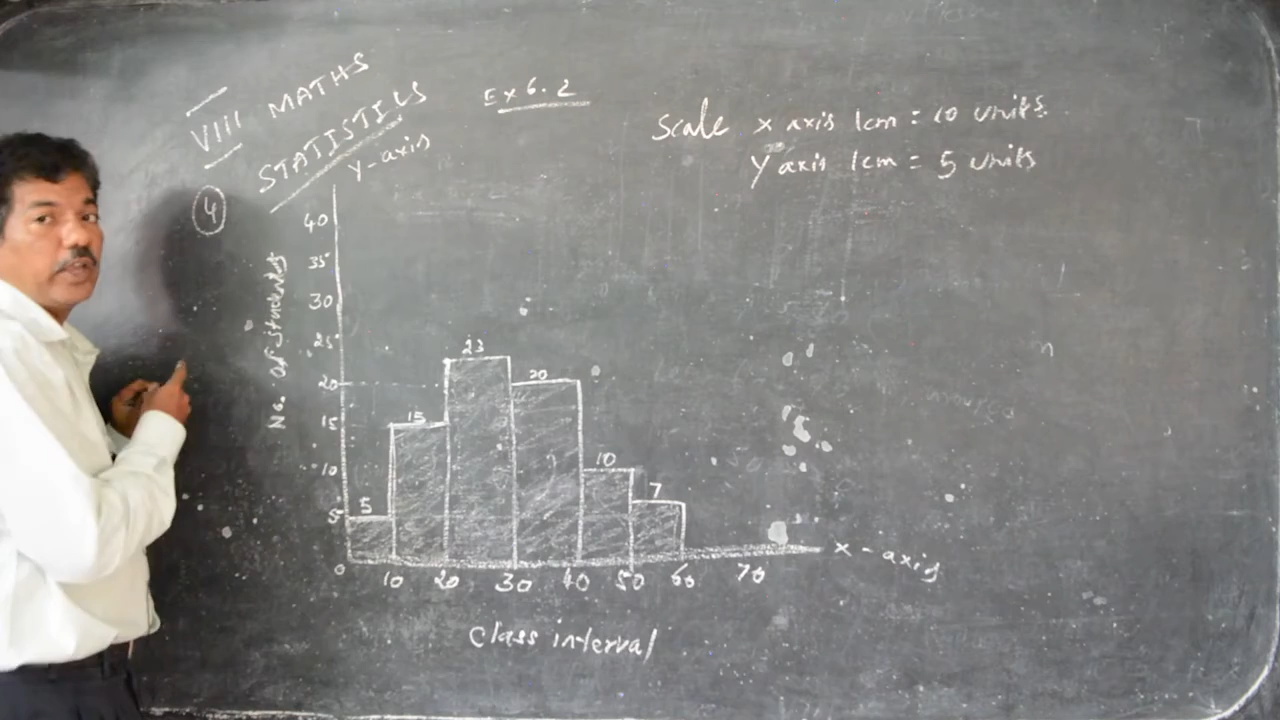 VIII MATHS
STATISTICS
Ex 6.2
Scale x axis 1cm = 10 units
y axis 1cm = 5 units
4
y-axis
40
35
30
25
20
15
10
5
0
No. of students
5
15
23
20
10
7
10 20 30 40 50 60 70
x-axis
Class interval